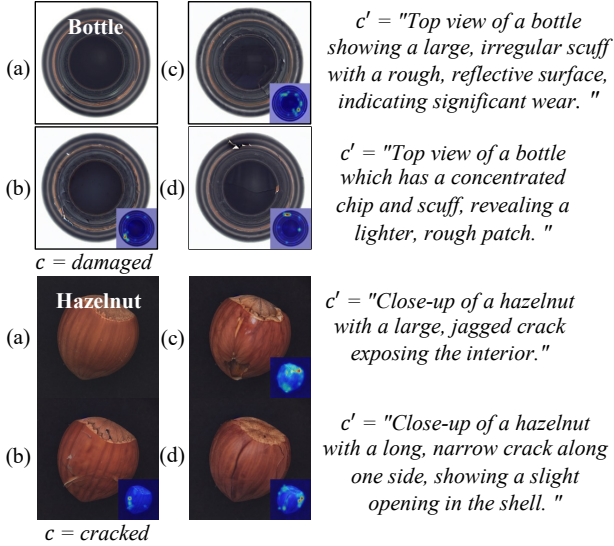 Bottle
(a)
(c)
c′ = "Top view of a bottle
showing a large, irregular scuff
with a rough, reflective surface,
indicating significant wear. "
(b)
(d)
c′ = "Top view of a bottle
which has a concentrated
chip and scuff, revealing a
lighter, rough patch. "
c = damaged
Hazelnut
(a)
(c)
c′ = "Close-up of a hazelnut
with a large, jagged crack
exposing the interior."
(b)
(d)
c′ = "Close-up of a hazelnut
with a long, narrow crack along
one side, showing a slight
opening in the shell. "
c = cracked